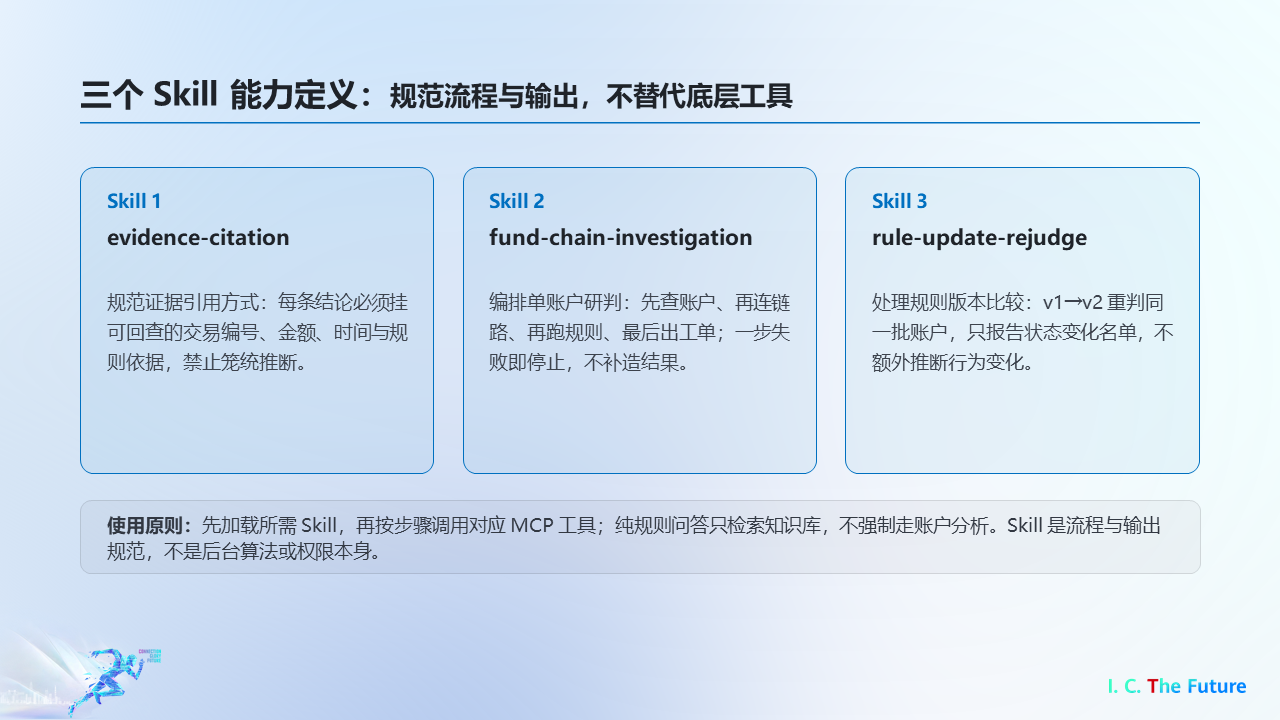 三个 Skill 能力定义：规范流程与输出，不替代底层工具
Skill 1
evidence-citation
规范证据引用方式：每条结论必须挂
可回查的交易编号、金额、时间与规
则依据，禁止笼统推断。
Skill 2
fund-chain-investigation
编排单账户研判：先查账户、再连链
路、再跑规则、最后出工单；一步失
败即停止，不补造结果。
Skill 3
rule-update-rejudge
处理规则版本比较：v1→v2 重判同
一批账户，只报告状态变化名单，不
额外推断行为变化。
使用原则：先加载所需 Skill，再按步骤调用对应 MCP 工具；纯规则问答只检索知识库，不强制走账户分析。Skill 是流程与输出
规范，不是后台算法或权限本身。
I. C. The Future